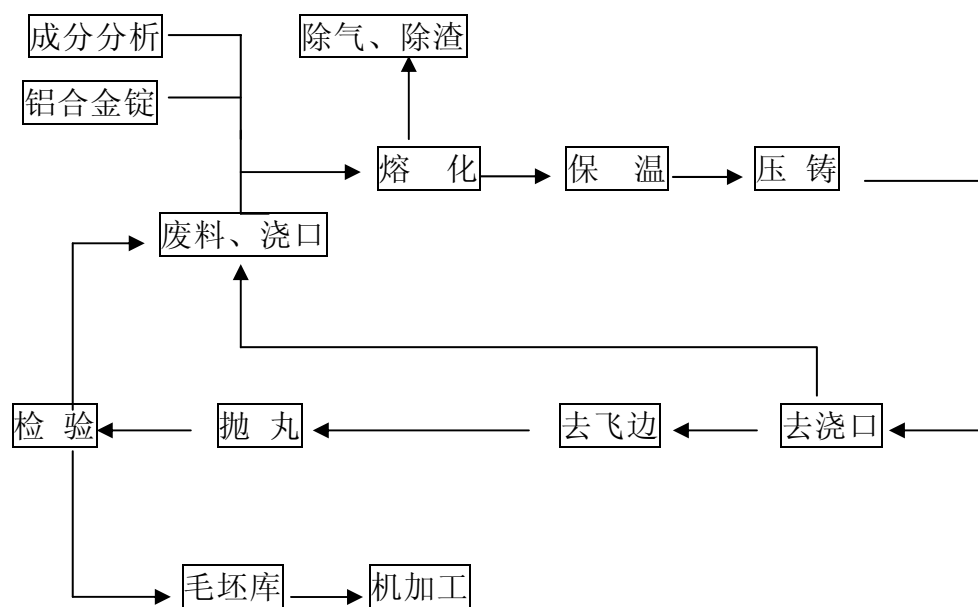 成分分析
除气、除渣
铝合金锭
熔 化
保 温
压 铸
废料、浇口
检 验
抛 丸
去飞边
去浇口
毛坯库
机加工